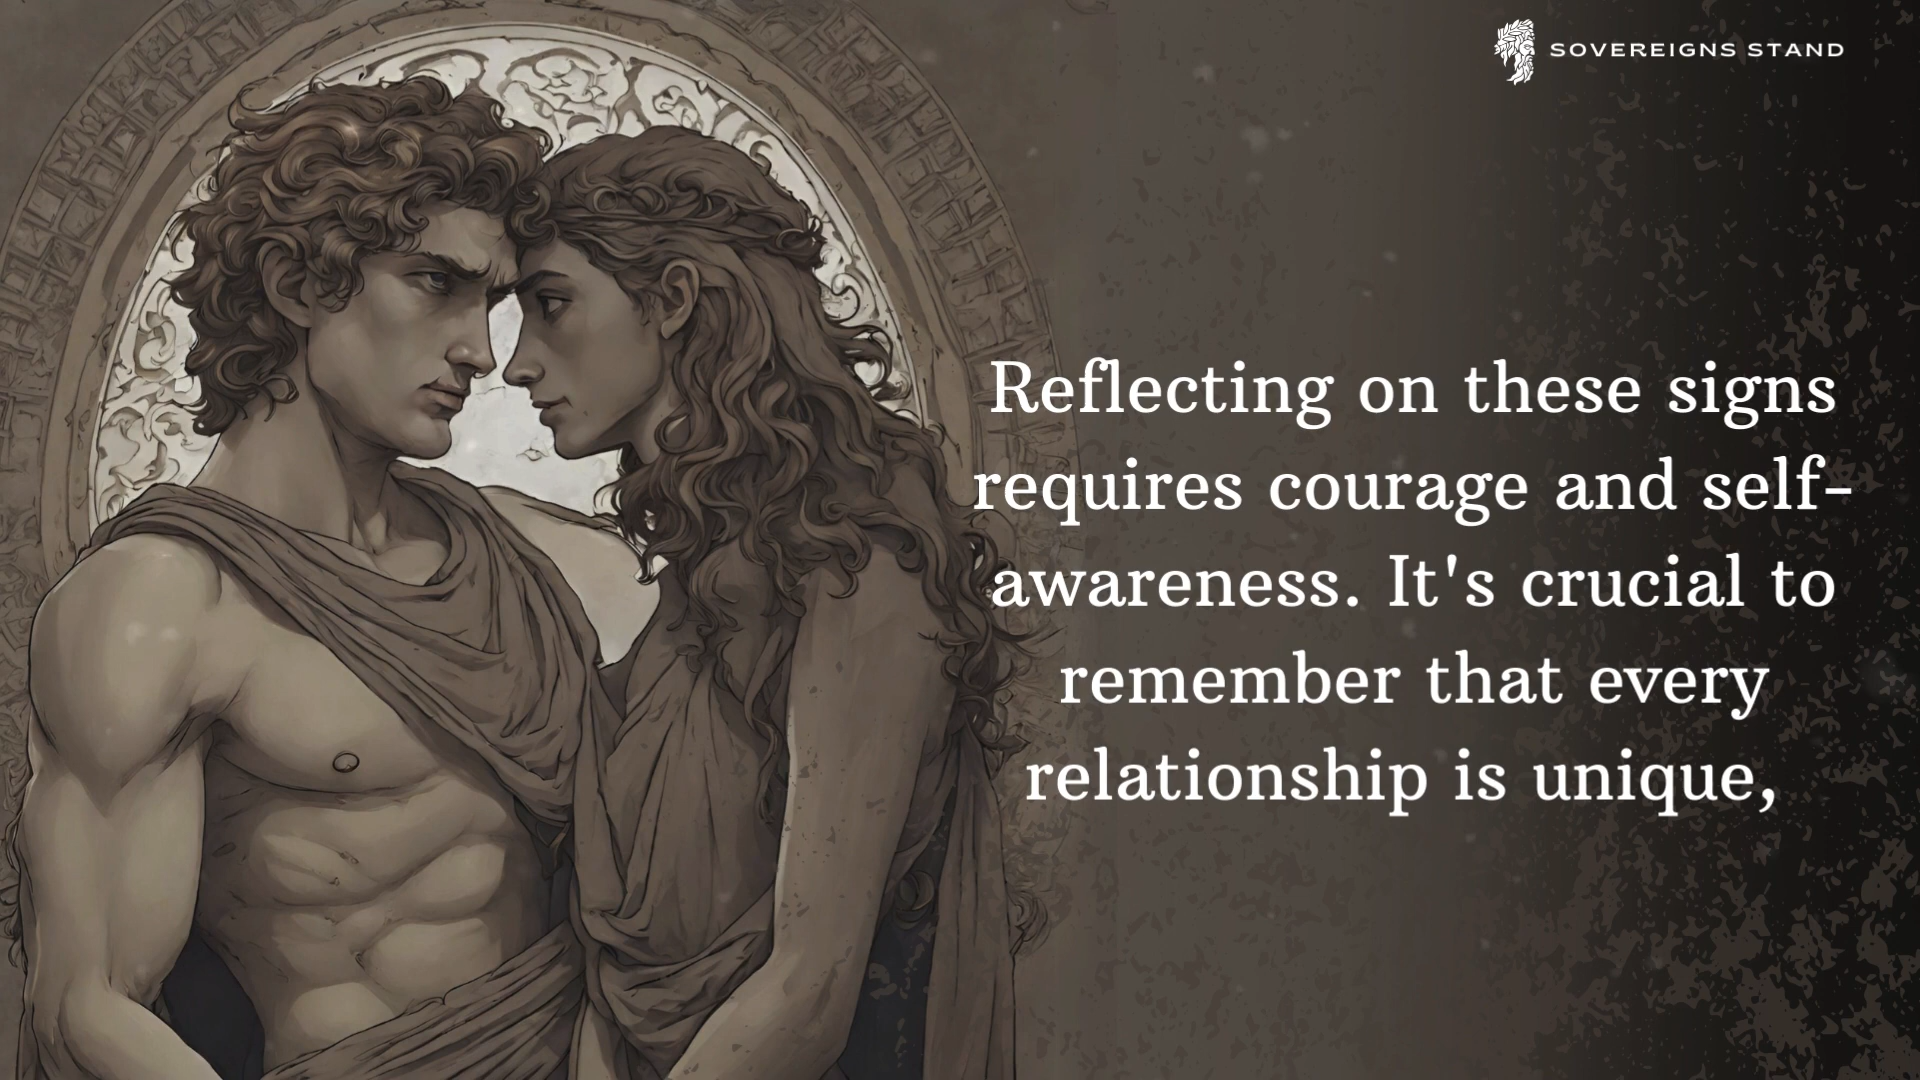 SOVEREIGNS STAND
Reflecting on these signs
requires courage and self-
awareness. It's crucial to
remember that every
relationship is unique,